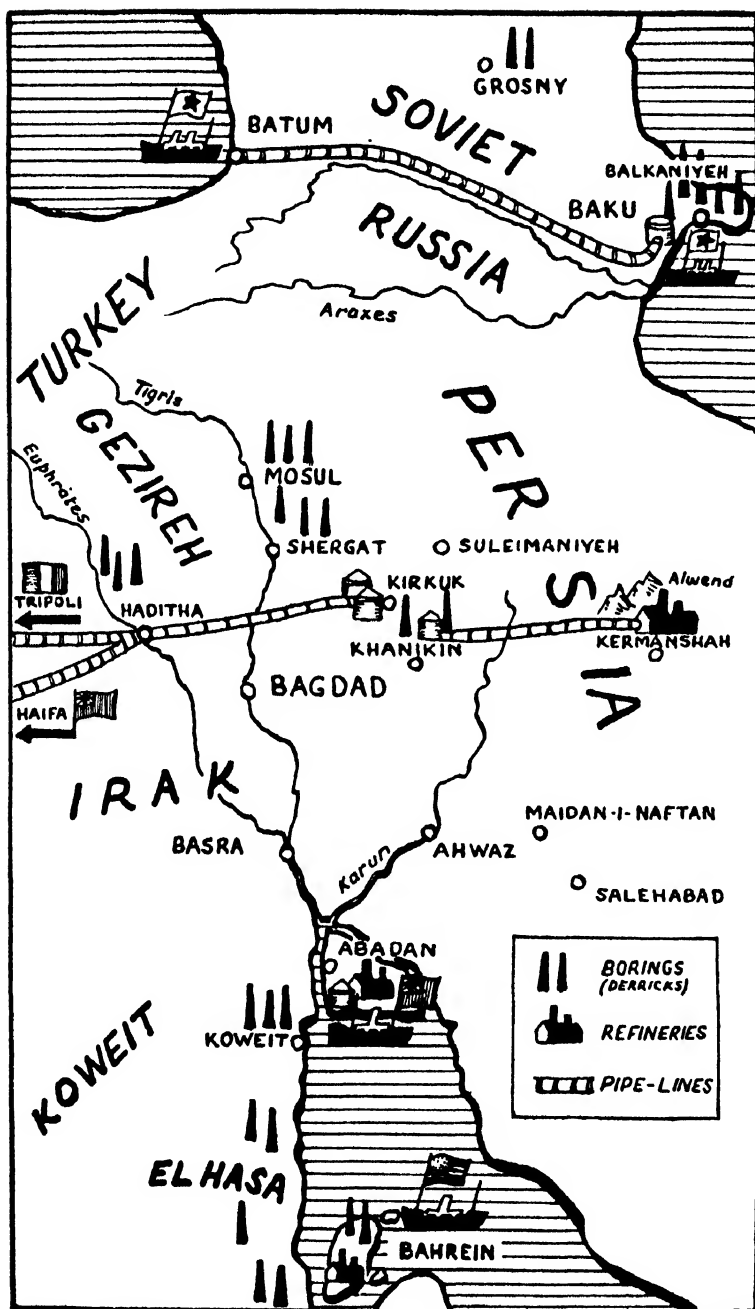 GROSNY
SOVIET
RUSSIA
BATUM
BALKANIYEH
BAKU
Araxes
TURKEY
Tigris
GEZIREH
Euphrates
PERSIA
MOSUL
SHERGAT
SULEIMANIYEH
KIRKUK
Alwend
TRIPOLI
HADITHA
KHANIKIN
KERMANSHAH
BAGDAD
HAIFA
IRAK
MAIDAN-I-NAFTAN
BASRA
AHWAZ
Karun
SALEHABAD
ABADAN
BORINGS
(DERRICKS)
REFINERIES
PIPE-LINES
KOWEIT
KOWEIT
EL HASA
BAHREIN